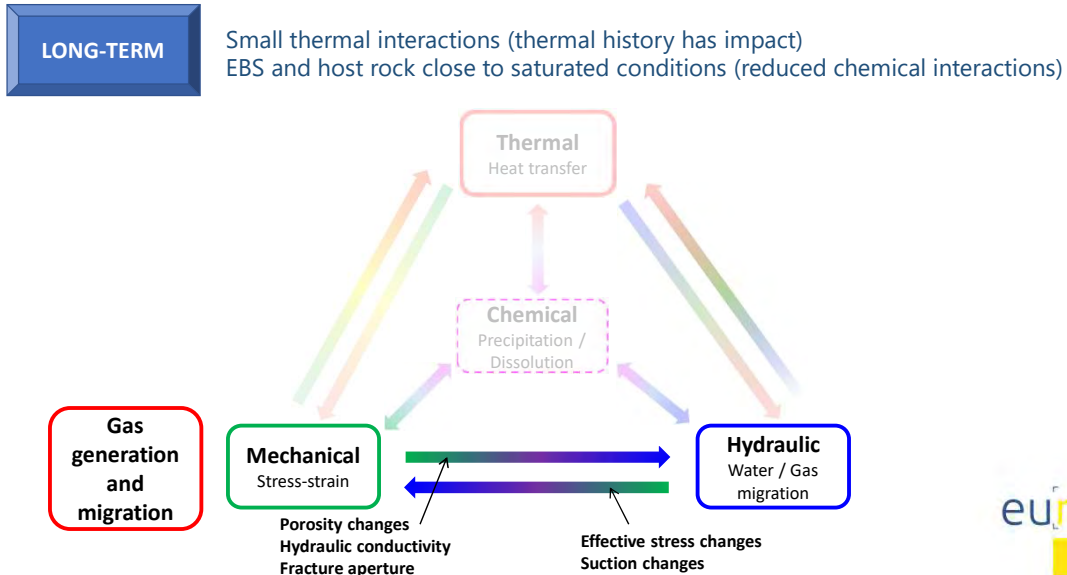 LONG-TERM
Small thermal interactions (thermal history has impact)
EBS and host rock close to saturated conditions (reduced chemical interactions)
Thermal
Heat transfer
Chemical
Precipitation /
Dissolution
Gas
generation
and
migration
Mechanical
Stress-strain
Hydraulic
Water / Gas
migration
Porosity changes
Hydraulic conductivity
Fracture aperture
Effective stress changes
Suction changes
eu